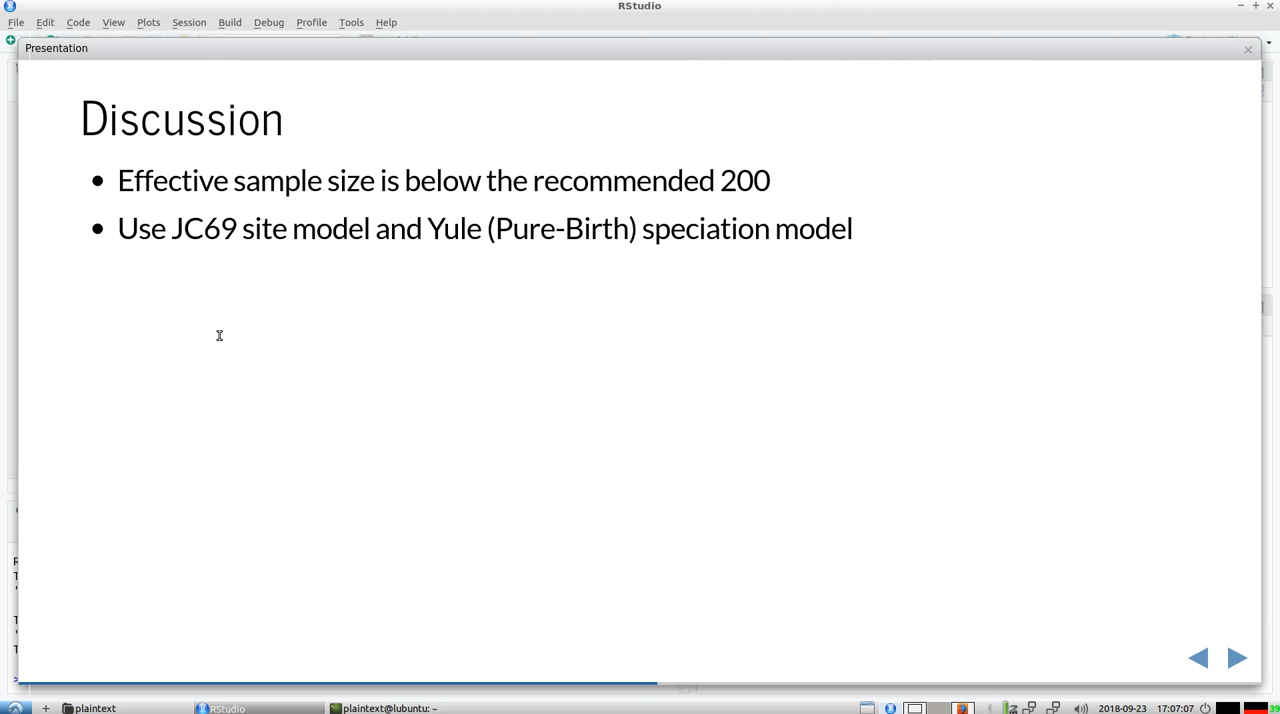 RStudio
File Edit Code View Plots Session Build Debug Profile Tools Help
Presentation
Discussion
Effective sample size is below the recommended 200
Use JC69 site model and Yule (Pure-Birth) speciation model
plaintext
RStudio
plaintext@lubuntu: ~
2018-09-23 17:07:07